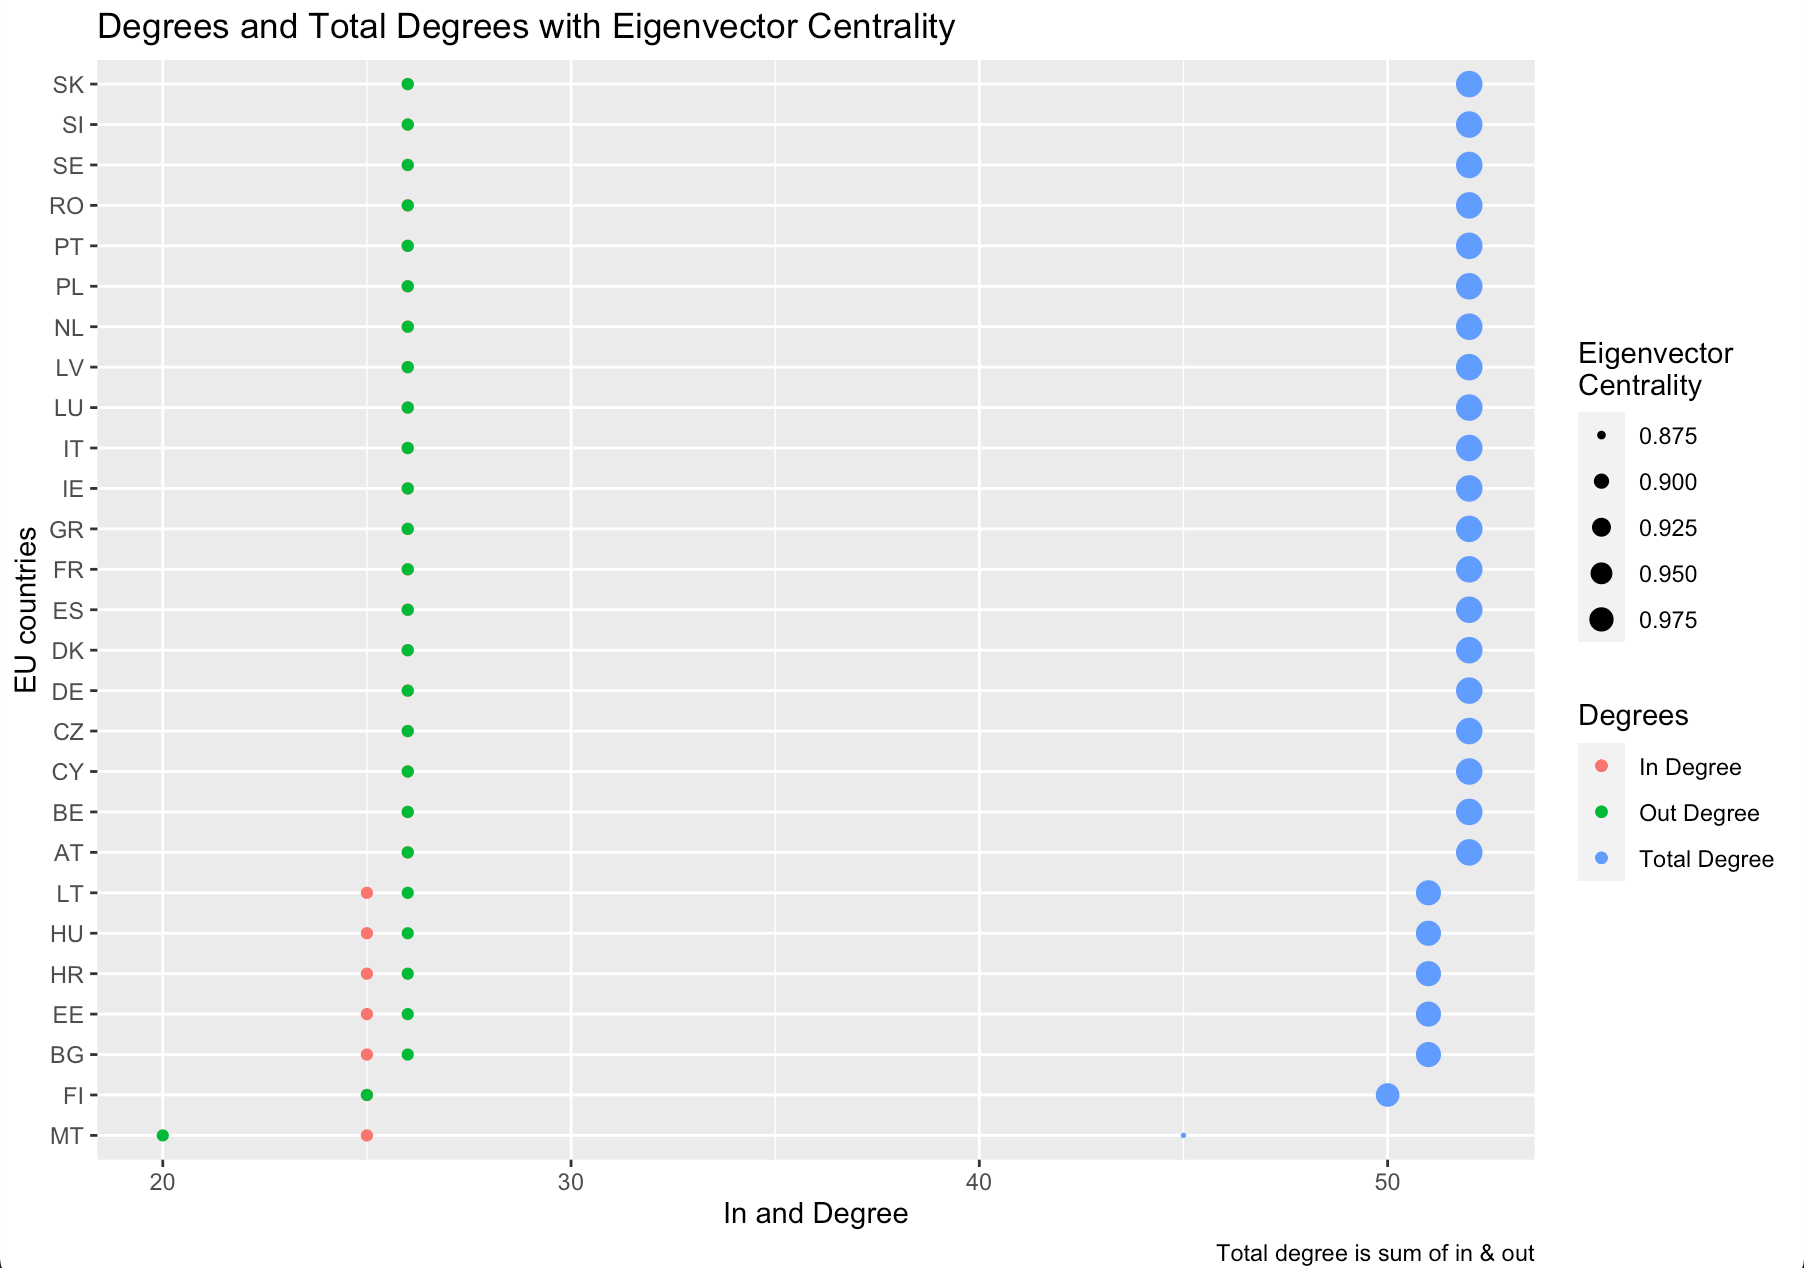 Degrees and Total Degrees with Eigenvector Centrality
EU countries
SK
SI
SE
RO
PT
PL
NL
LV
LU
IT
IE
GR
FR
ES
DK
DE
CZ
CY
BE
AT
LT
HU
HR
EE
BG
FI
MT
20 30 40 50
In and Degree
Total degree is sum of in & out
Eigenvector
Centrality
0.875
0.900
0.925
0.950
0.975
Degrees
In Degree
Out Degree
Total Degree